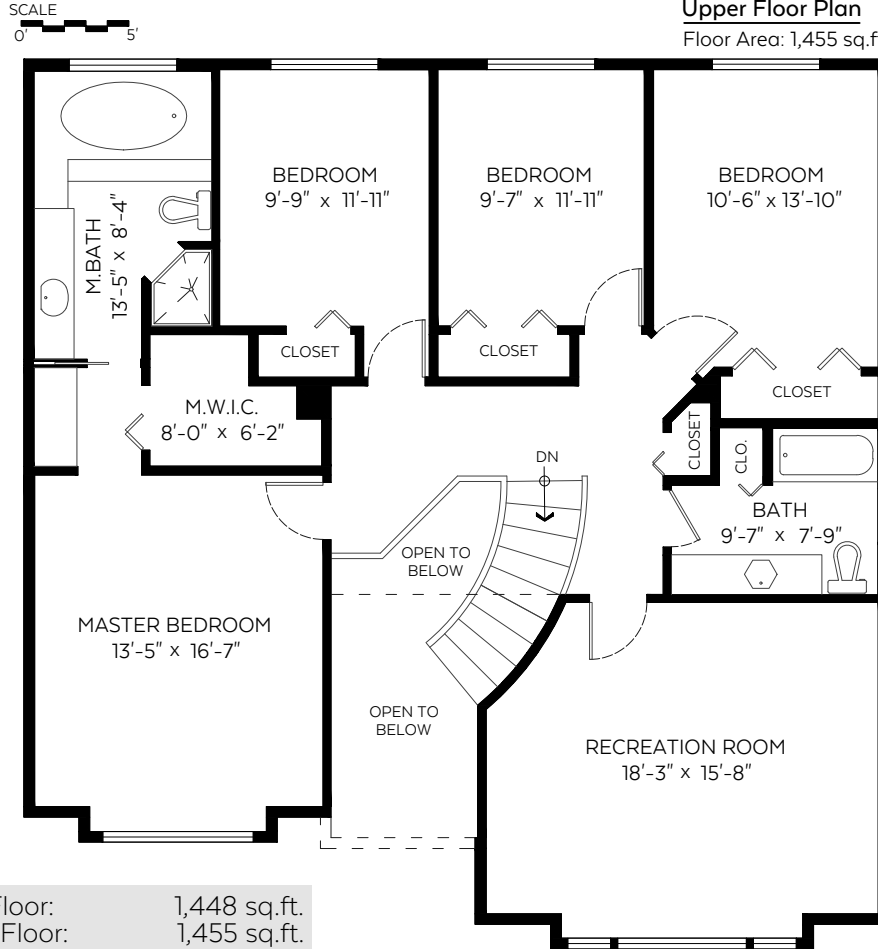 SCALE
0' 5'
Upper Floor Plan
Floor Area: 1,455 sq.f
BEDROOM
9'-9" x 11'-11"
BEDROOM
9'-7" x 11'-11"
BEDROOM
10'-6" x 13'-10"
M.BATH
13'-5" x 8'-4"
CLOSET
CLOSET
CLOSET
M.W.I.C.
8'-0" x 6'-2"
CLOSET
CLO.
DN
BATH
9'-7" x 7'-9"
OPEN TO
BELOW
MASTER BEDROOM
13'-5" x 16'-7"
OPEN TO
BELOW
RECREATION ROOM
18'-3" x 15'-8"
Floor: 1,448 sq.ft.
Floor: 1,455 sq.ft.